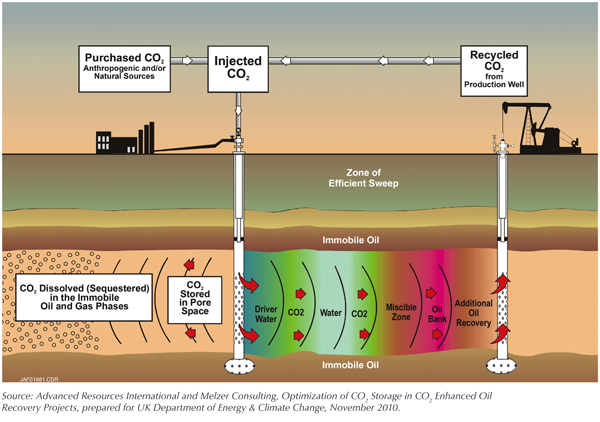 Purchased CO₂
Anthropogenic and/or
Natural Sources
Injected
CO₂
Recycled
CO₂
from
Production Well
Zone of
Efficient Sweep
Immobile Oil
CO₂ Dissolved (Sequestered)
in the Immobile
Oil and Gas Phases
CO₂
Stored
in Pore
Space
Driver
Water
CO2
Water
CO2
Miscible
Zone
Oil
Bank
Additional
Oil
Recovery
Immobile Oil
JAF01981.CDR
Source: Advanced Resources International and Melzer Consulting, Optimization of CO₂ Storage in CO₂ Enhanced Oil
Recovery Projects, prepared for UK Department of Energy & Climate Change, November 2010.